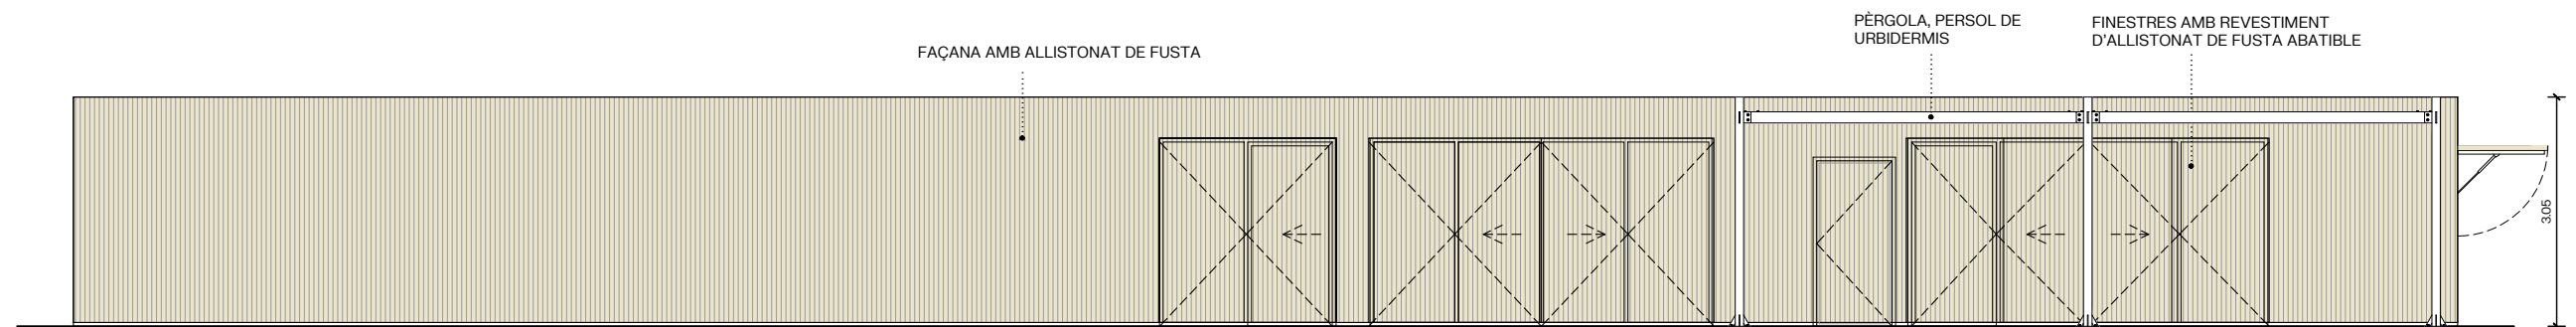 PÈRGOLA, PERSOL DE
URBIDERMIS
FINESTRES AMB REVESTIMENT
D'ALLISTONAT DE FUSTA ABATIBLE
FAÇANA AMB ALLISTONAT DE FUSTA
3.05